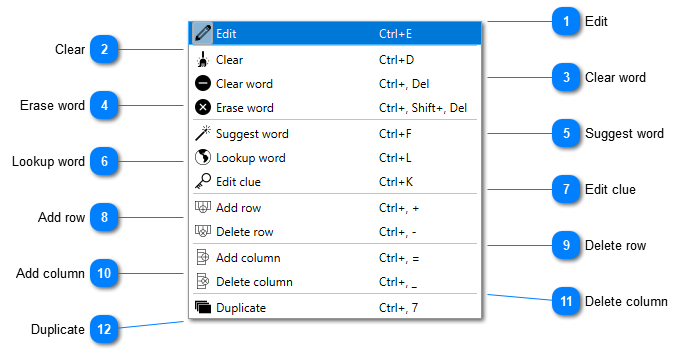 1 Edit
Clear 2
3 Clear word
Erase word 4
5 Suggest word
Lookup word 6
7 Edit clue
Add row 8
9 Delete row
Add column 10
11 Delete column
Duplicate 12
Edit Ctrl+E
Clear Ctrl+D
Clear word Ctrl+, Del
Erase word Ctrl+, Shift+, Del
Suggest word Ctrl+F
Lookup word Ctrl+L
Edit clue Ctrl+K
Add row Ctrl+, +
Delete row Ctrl+, -
Add column Ctrl+, =
Delete column Ctrl+, _
Duplicate Ctrl+, 7